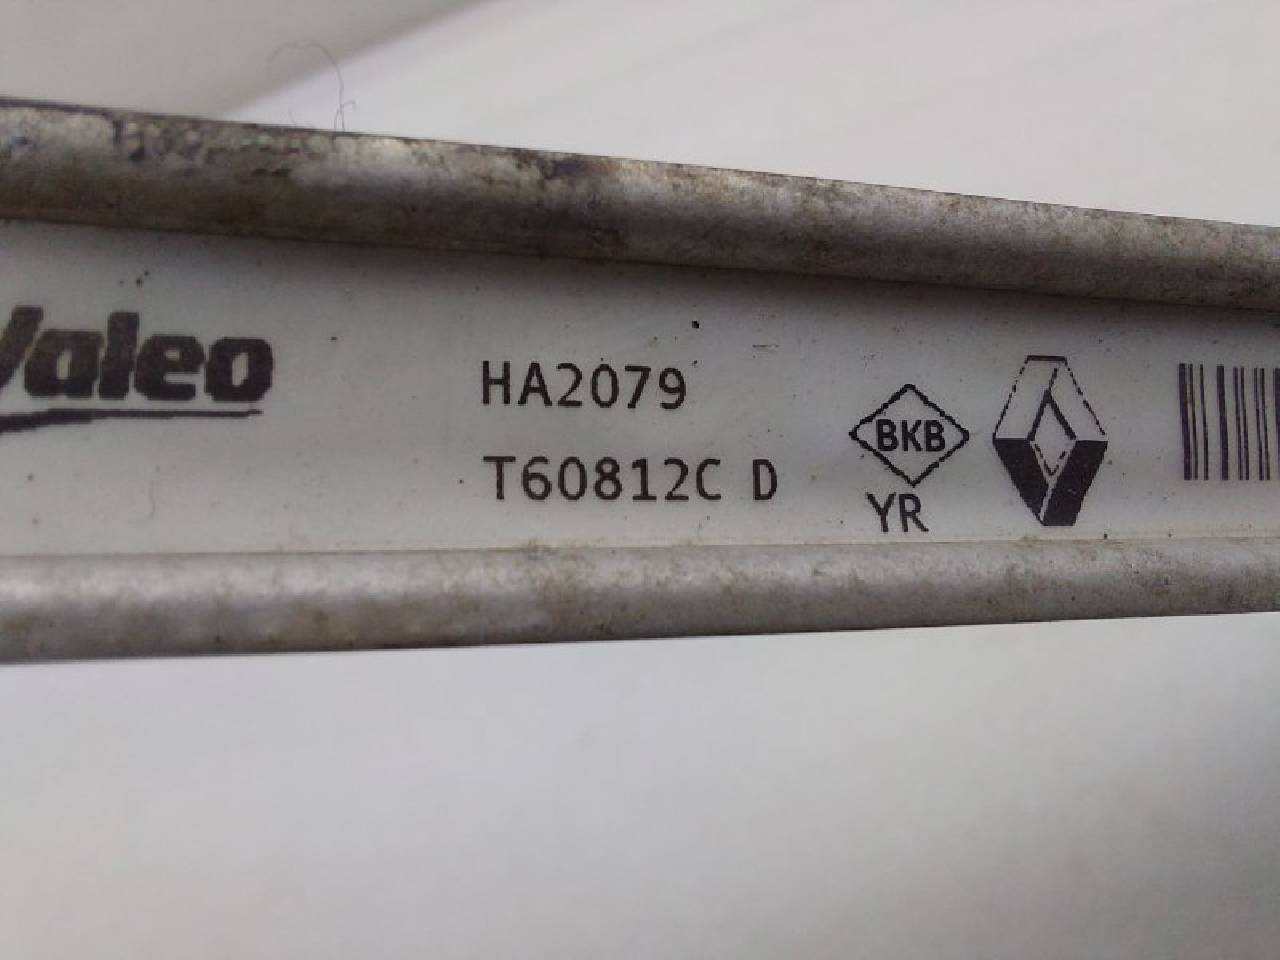 Valeo
HA2079
T60812C D
BKB
YR